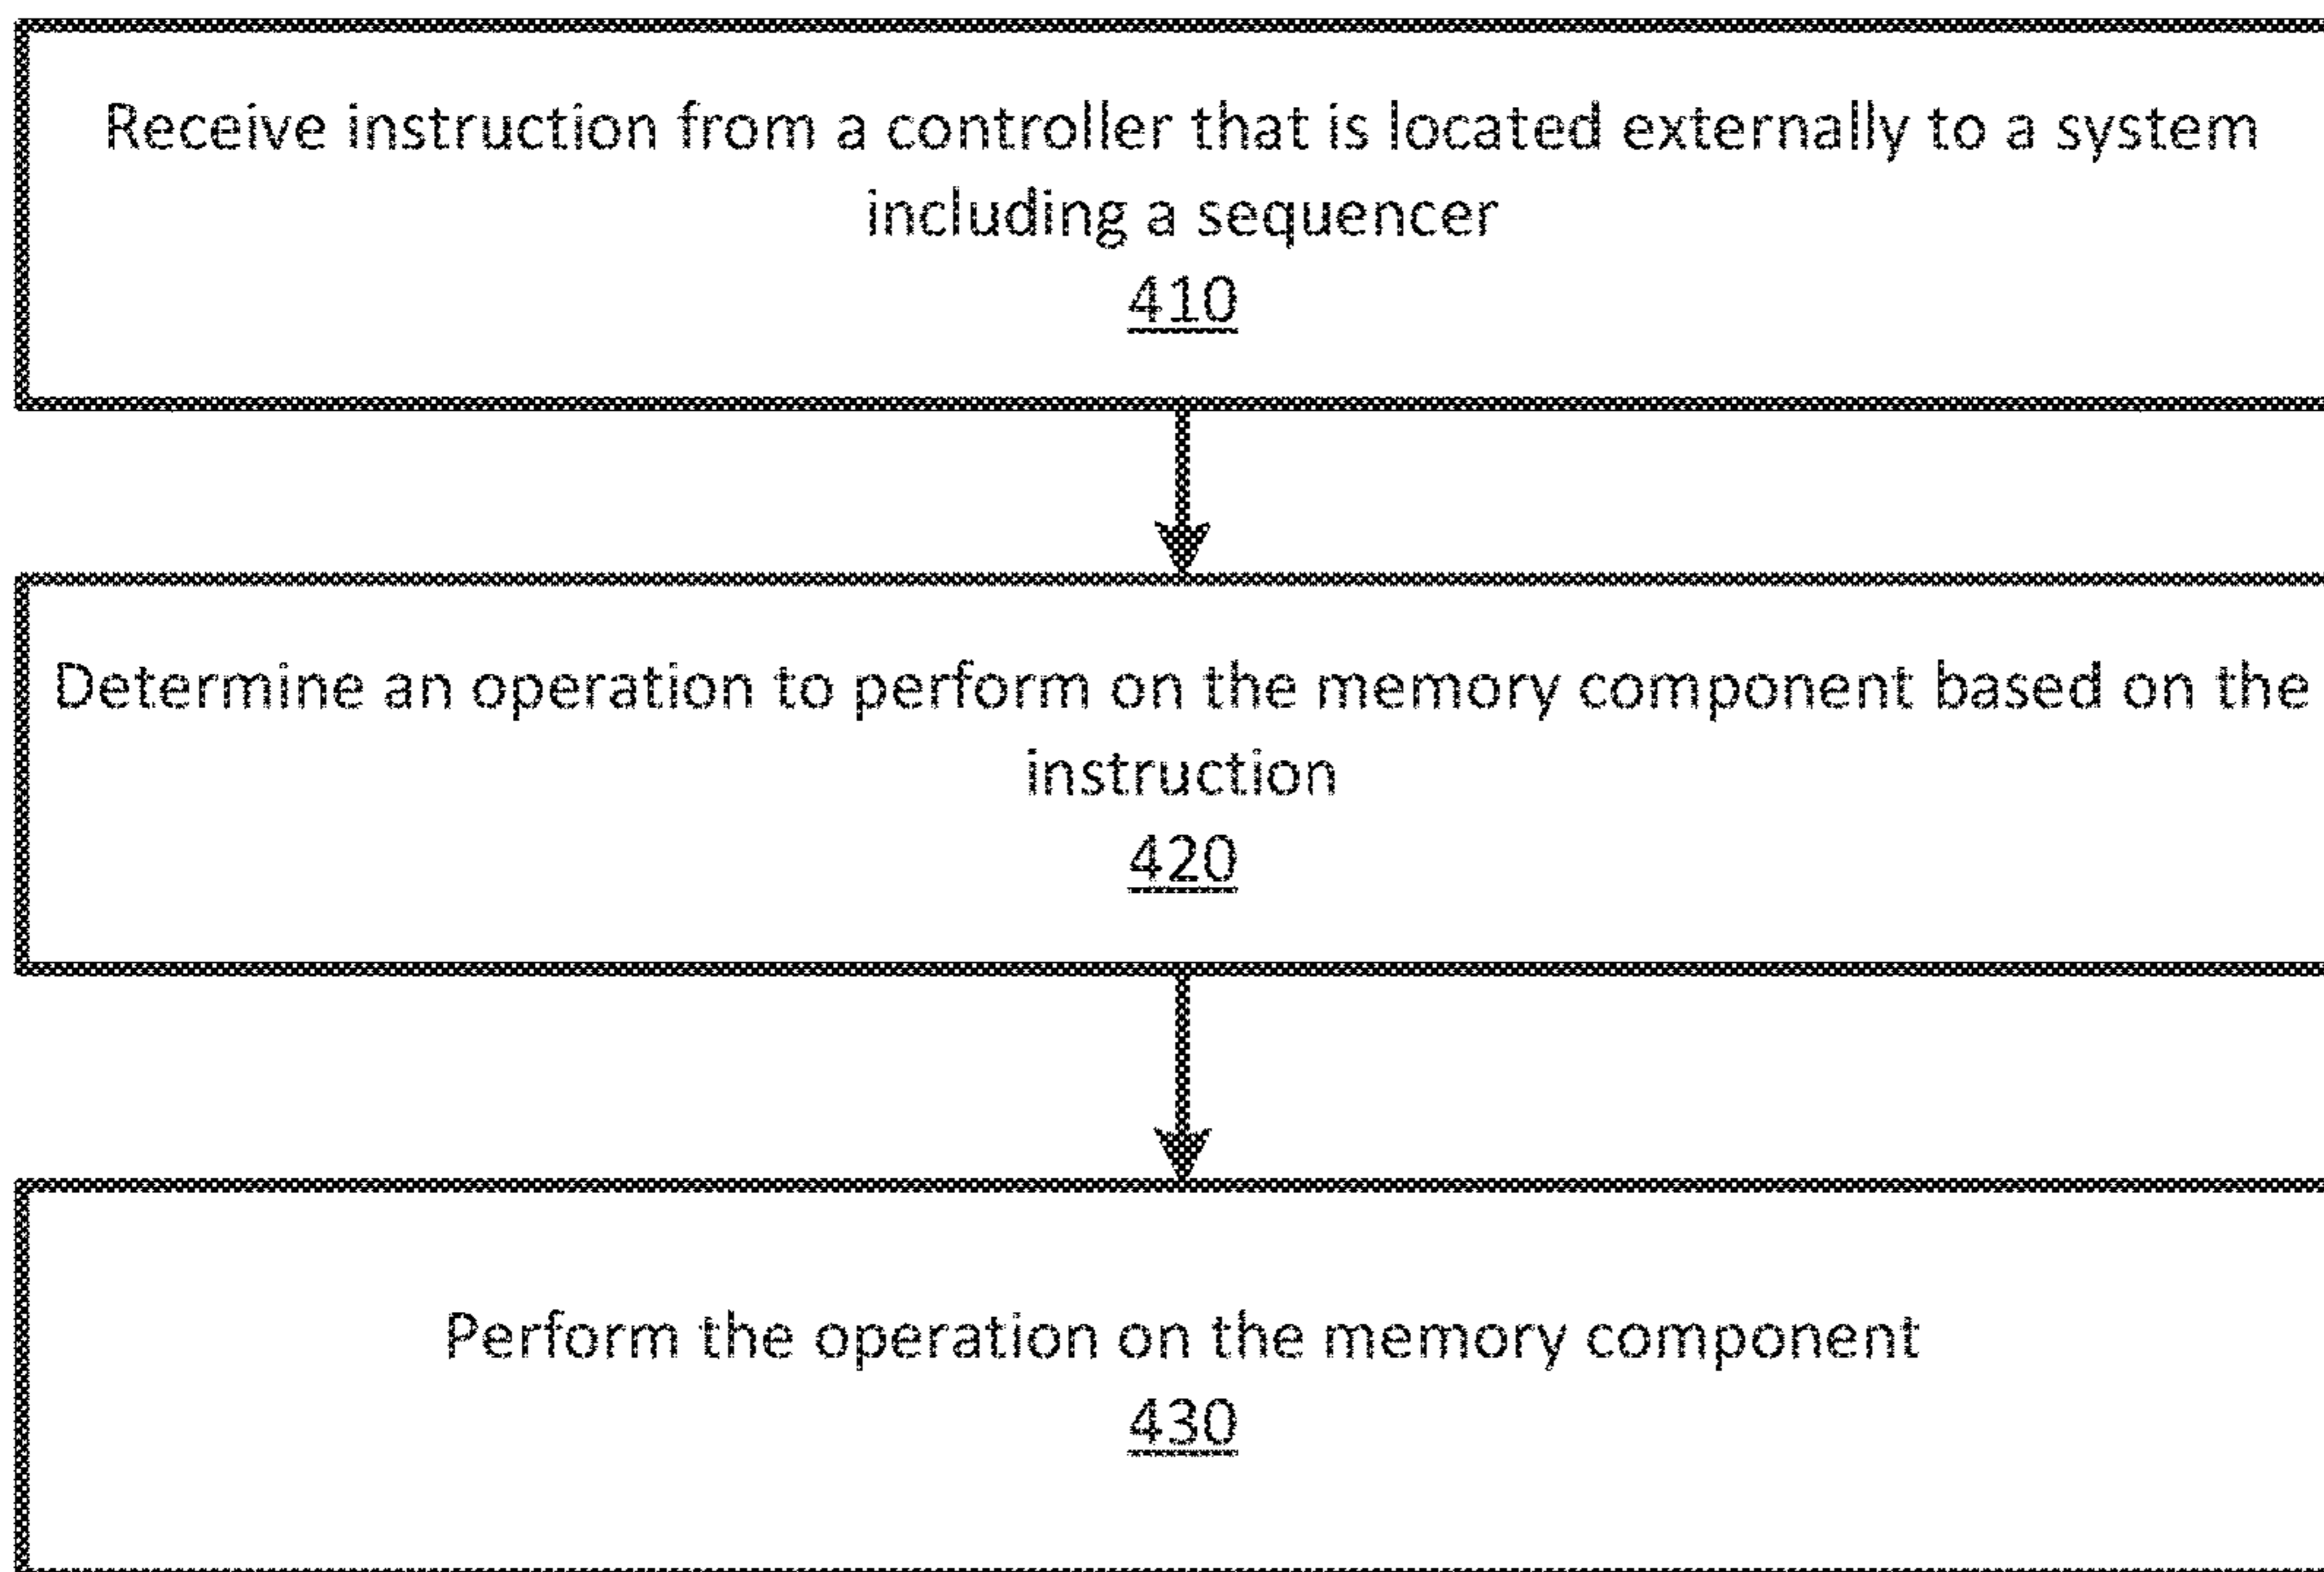 Receive instruction from a controller that is located externally to a system
including a sequencer
410
Determine an operation to perform on the memory component based on the
instruction
420
Perform the operation on the memory component
430